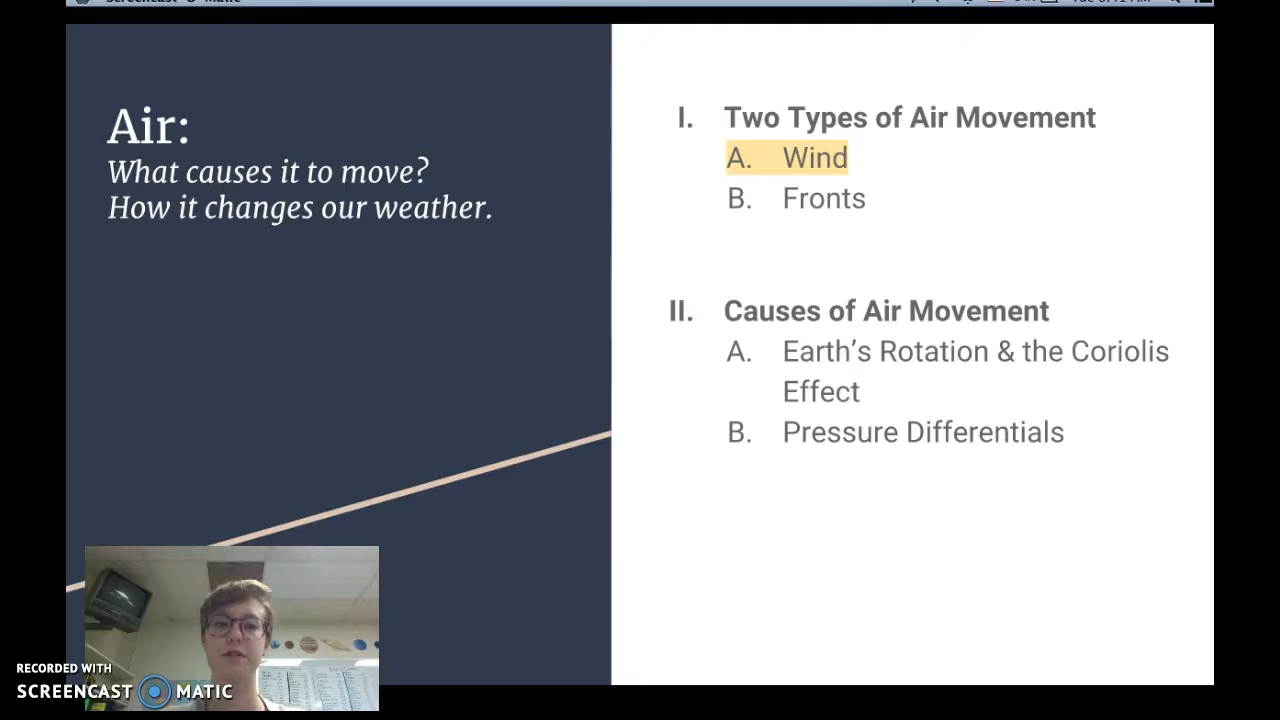 Air:
What causes it to move?
How it changes our weather.
I. Two Types of Air Movement
A. Wind
B. Fronts
II. Causes of Air Movement
A. Earth's Rotation & the Coriolis
Effect
B. Pressure Differentials
RECORDED WITH
SCREENCAST MATIC